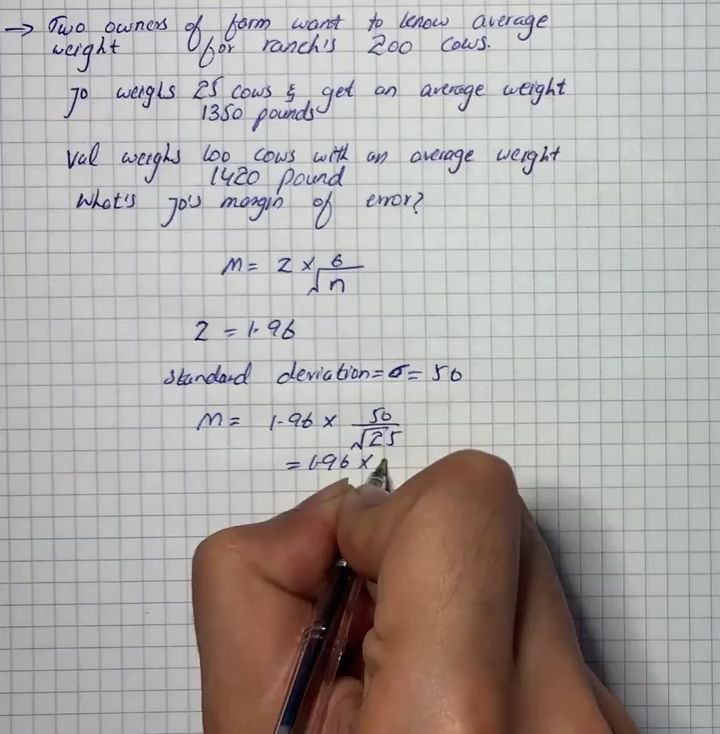 → Two owners of farm want to know average
weight for ranch's 200 cows.
Jo weighs 25 cows & get an average weight
1350 pounds
Val weighs 100 cows with an average weight
1420 pound
What's Jo's margin of error?
M = Z × σ/√n
Z = 1.96
standard deviation = σ = 50
M = 1.96 × 50/√25
= 1.96 ×